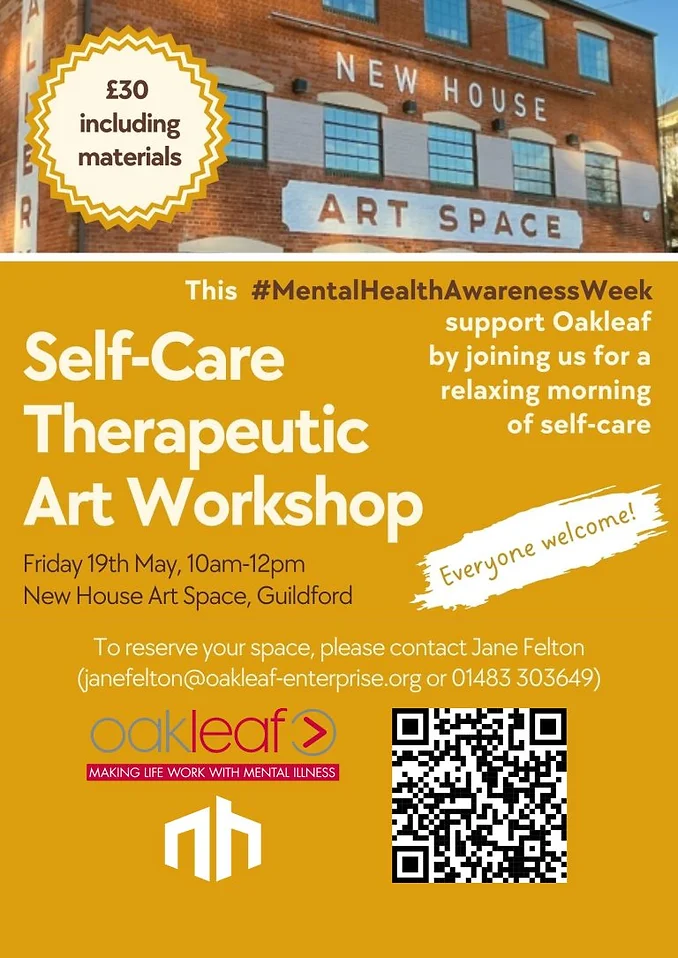 £30
including
materials
NEW HOUSE
ART SPACE
This #MentalHealthAwarenessWeek
support Oakleaf
by joining us for a
relaxing morning
of self-care
Self-Care
Therapeutic
Art Workshop
Everyone welcome!
Friday 19th May, 10am-12pm
New House Art Space, Guildford
To reserve your space, please contact Jane Felton
(janefelton@oakleaf-enterprise.org or 01483 303649)
oakleaf
MAKING LIFE WORK WITH MENTAL ILLNESS
nh